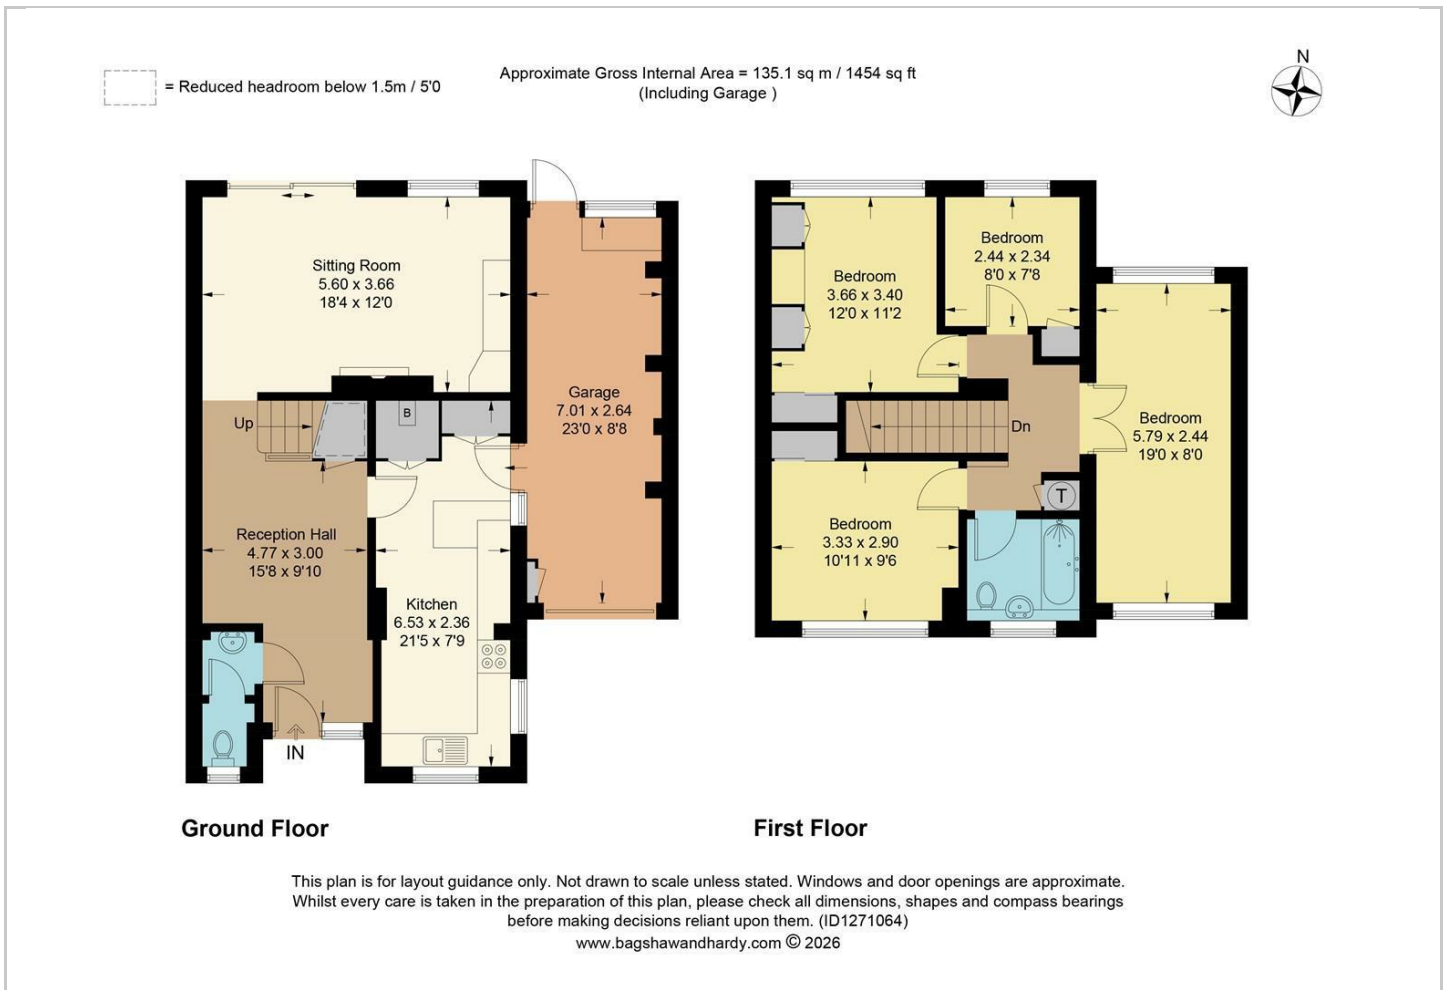 = Reduced headroom below 1.5m / 5'0
Approximate Gross Internal Area = 135.1 sq m / 1454 sq ft
(Including Garage )
N
Sitting Room
5.60 x 3.66
18'4 x 12'0
Garage
7.01 x 2.64
23'0 x 8'8
Up
B
Reception Hall
4.77 x 3.00
15'8 x 9'10
Kitchen
6.53 x 2.36
21'5 x 7'9
IN
Ground Floor
Bedroom
3.66 x 3.40
12'0 x 11'2
Bedroom
2.44 x 2.34
8'0 x 7'8
Dn
Bedroom
5.79 x 2.44
19'0 x 8'0
T
Bedroom
3.33 x 2.90
10'11 x 9'6
First Floor
This plan is for layout guidance only. Not drawn to scale unless stated. Windows and door openings are approximate.
Whilst every care is taken in the preparation of this plan, please check all dimensions, shapes and compass bearings
before making decisions reliant upon them. (ID1271064)
www.bagshawandhardy.com © 2026